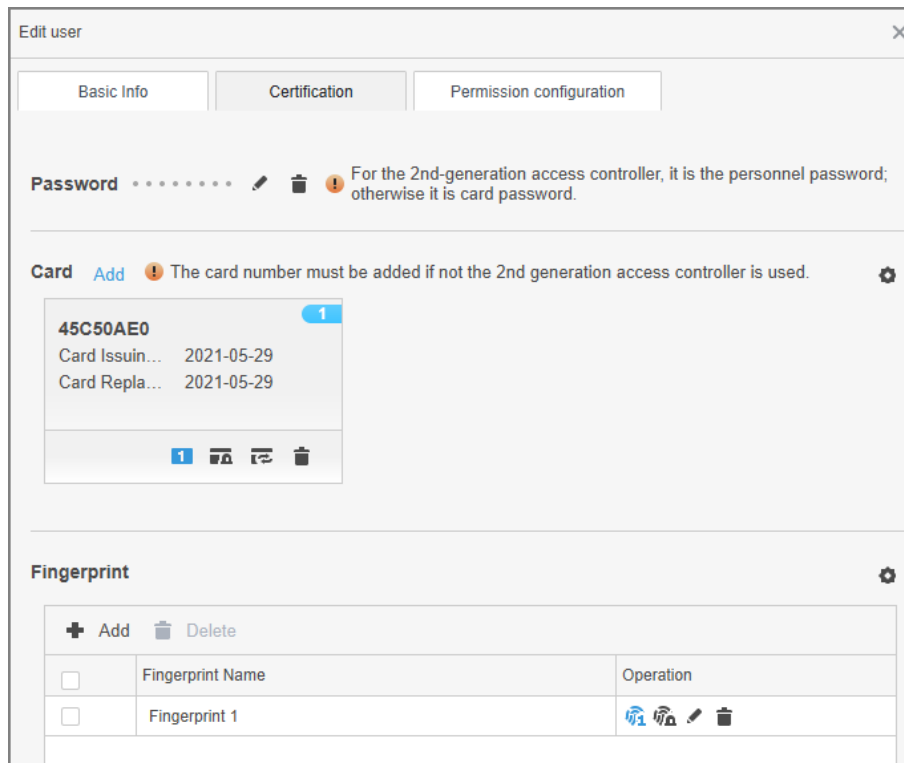 Edit user
Basic Info
Certification
Permission configuration
Password
For the 2nd-generation access controller, it is the personnel password;
otherwise it is card password.
Card Add The card number must be added if not the 2nd generation access controller is used.
1
45C50AE0
Card Issuin... 2021-05-29
Card Repla... 2021-05-29
1
Fingerprint
Add Delete
Fingerprint Name Operation
Fingerprint 1